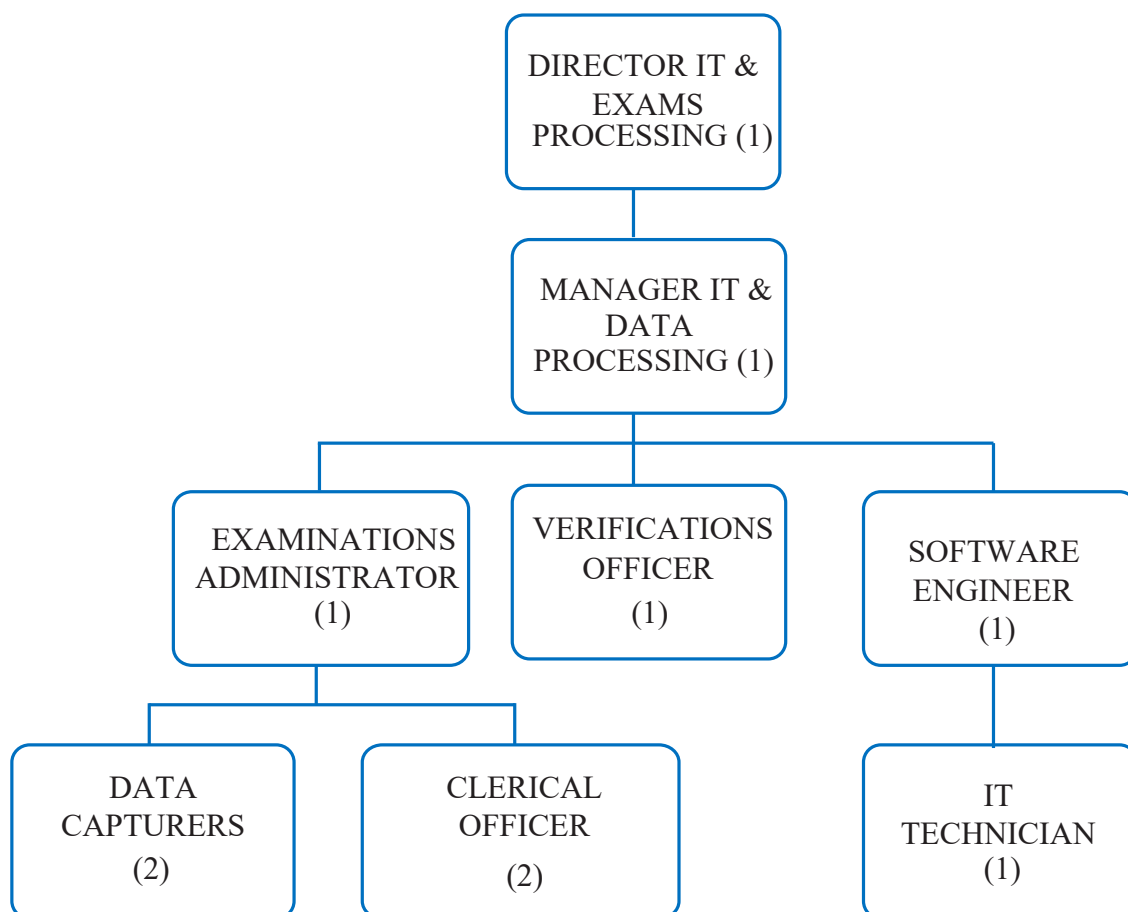 DIRECTOR IT &
EXAMS
PROCESSING (1)
MANAGER IT &
DATA
PROCESSING (1)
EXAMINATIONS
ADMINISTRATOR
(1)
VERIFICATIONS
OFFICER
(1)
SOFTWARE
ENGINEER
(1)
DATA
CAPTURERS
(2)
CLERICAL
OFFICER
(2)
IT
TECHNICIAN
(1)